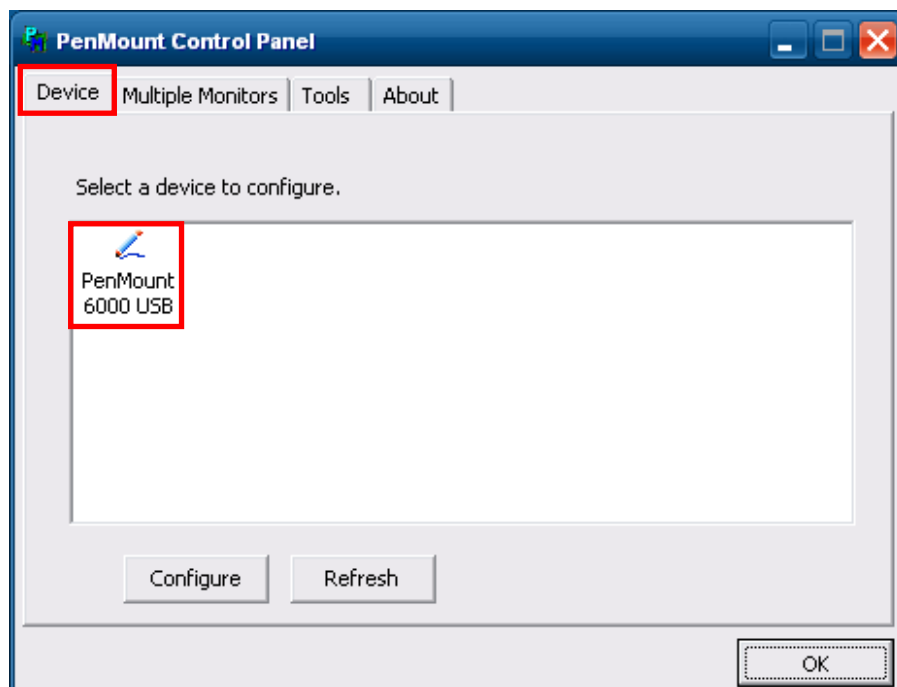 PenMount Control Panel
Device Multiple Monitors Tools About
Select a device to configure.
PenMount
6000 USB
Configure Refresh
OK